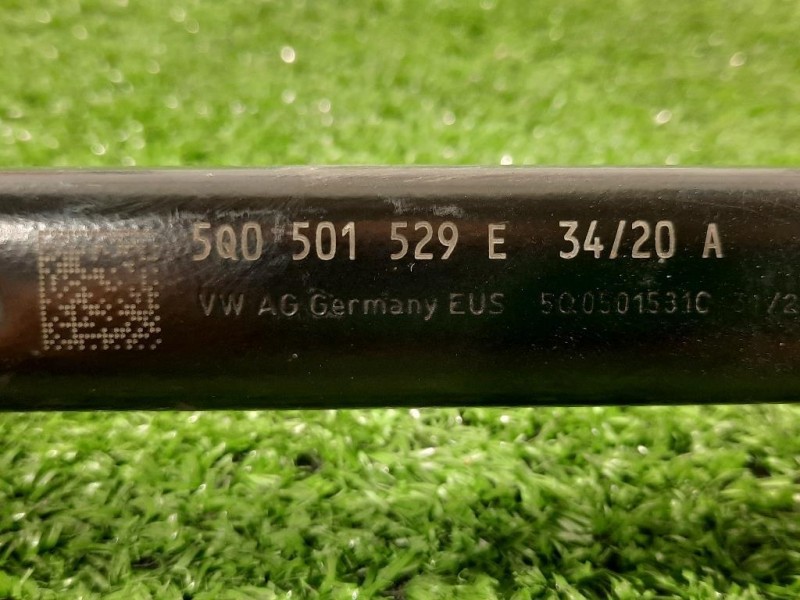 5Q0 501 529 E 34/20 A
VW AG Germany EUS 5Q0501531C